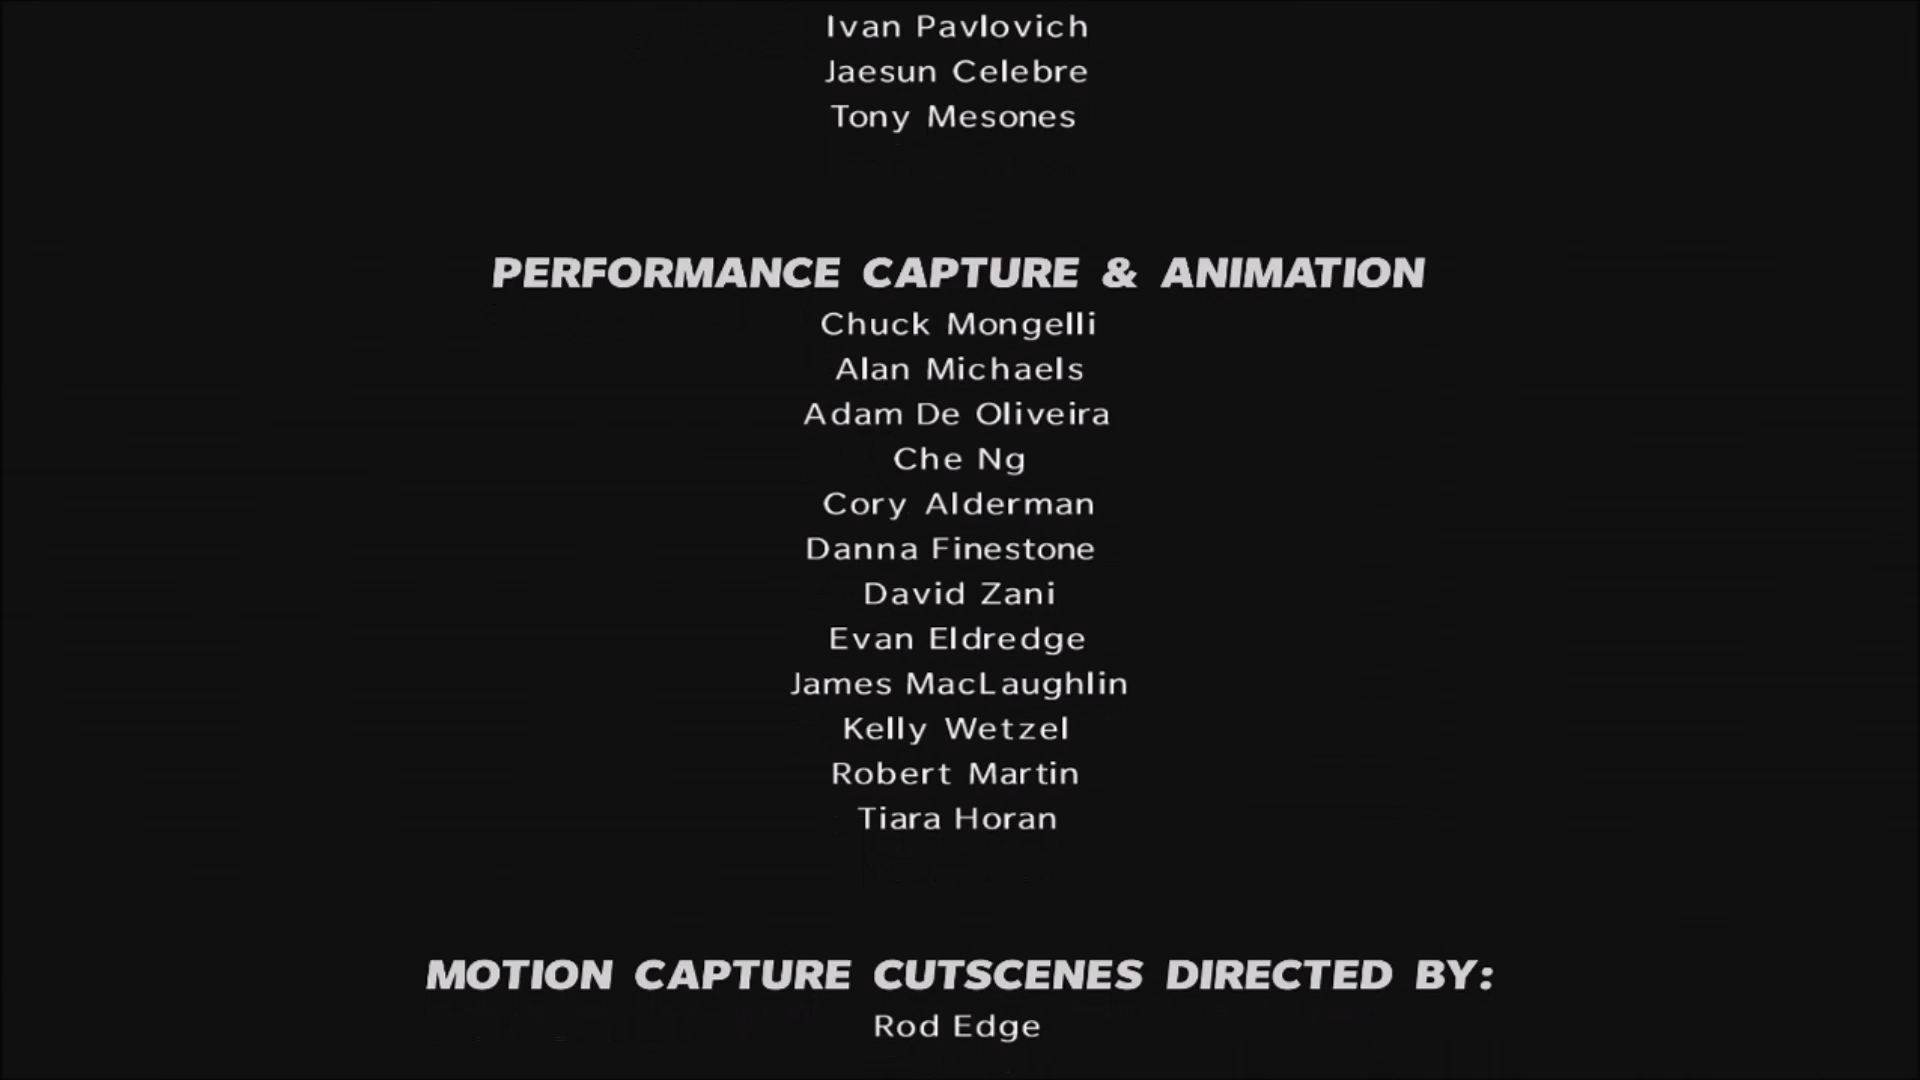 Ivan Pavlovich
Jaesun Celebre
Tony Mesones
PERFORMANCE CAPTURE & ANIMATION
Chuck Mongelli
Alan Michaels
Adam De Oliveira
Che Ng
Cory Alderman
Danna Finestone
David Zani
Evan Eldredge
James MacLaughlin
Kelly Wetzel
Robert Martin
Tiara Horan
MOTION CAPTURE CUTSCENES DIRECTED BY:
Rod Edge